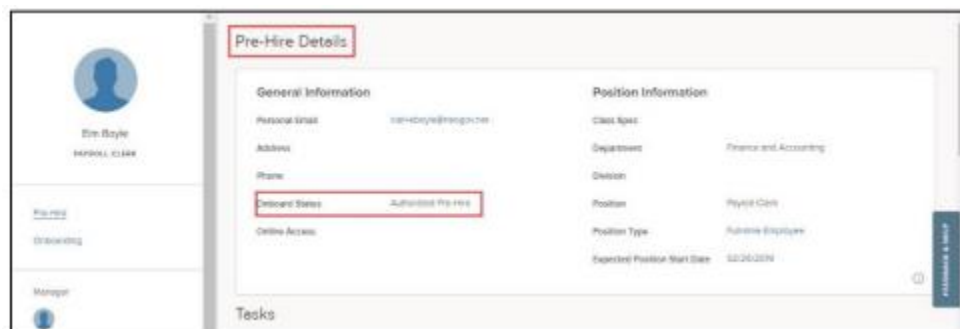 Pre-Hire Details
General Information
Position Information
Personal Email
Class Spec
Elm Boyle
PAYROLL CLERK
Address
Department Finance and Accounting
Phone
Division
Onboard Status Authorized Pre-Hire
Position Payroll Clerk
Pre-Hire
Online Access
Position Type Full-time Employee
Onboarding
Expected Position Start Date
FEEDBACK & HELP
Manager
Tasks